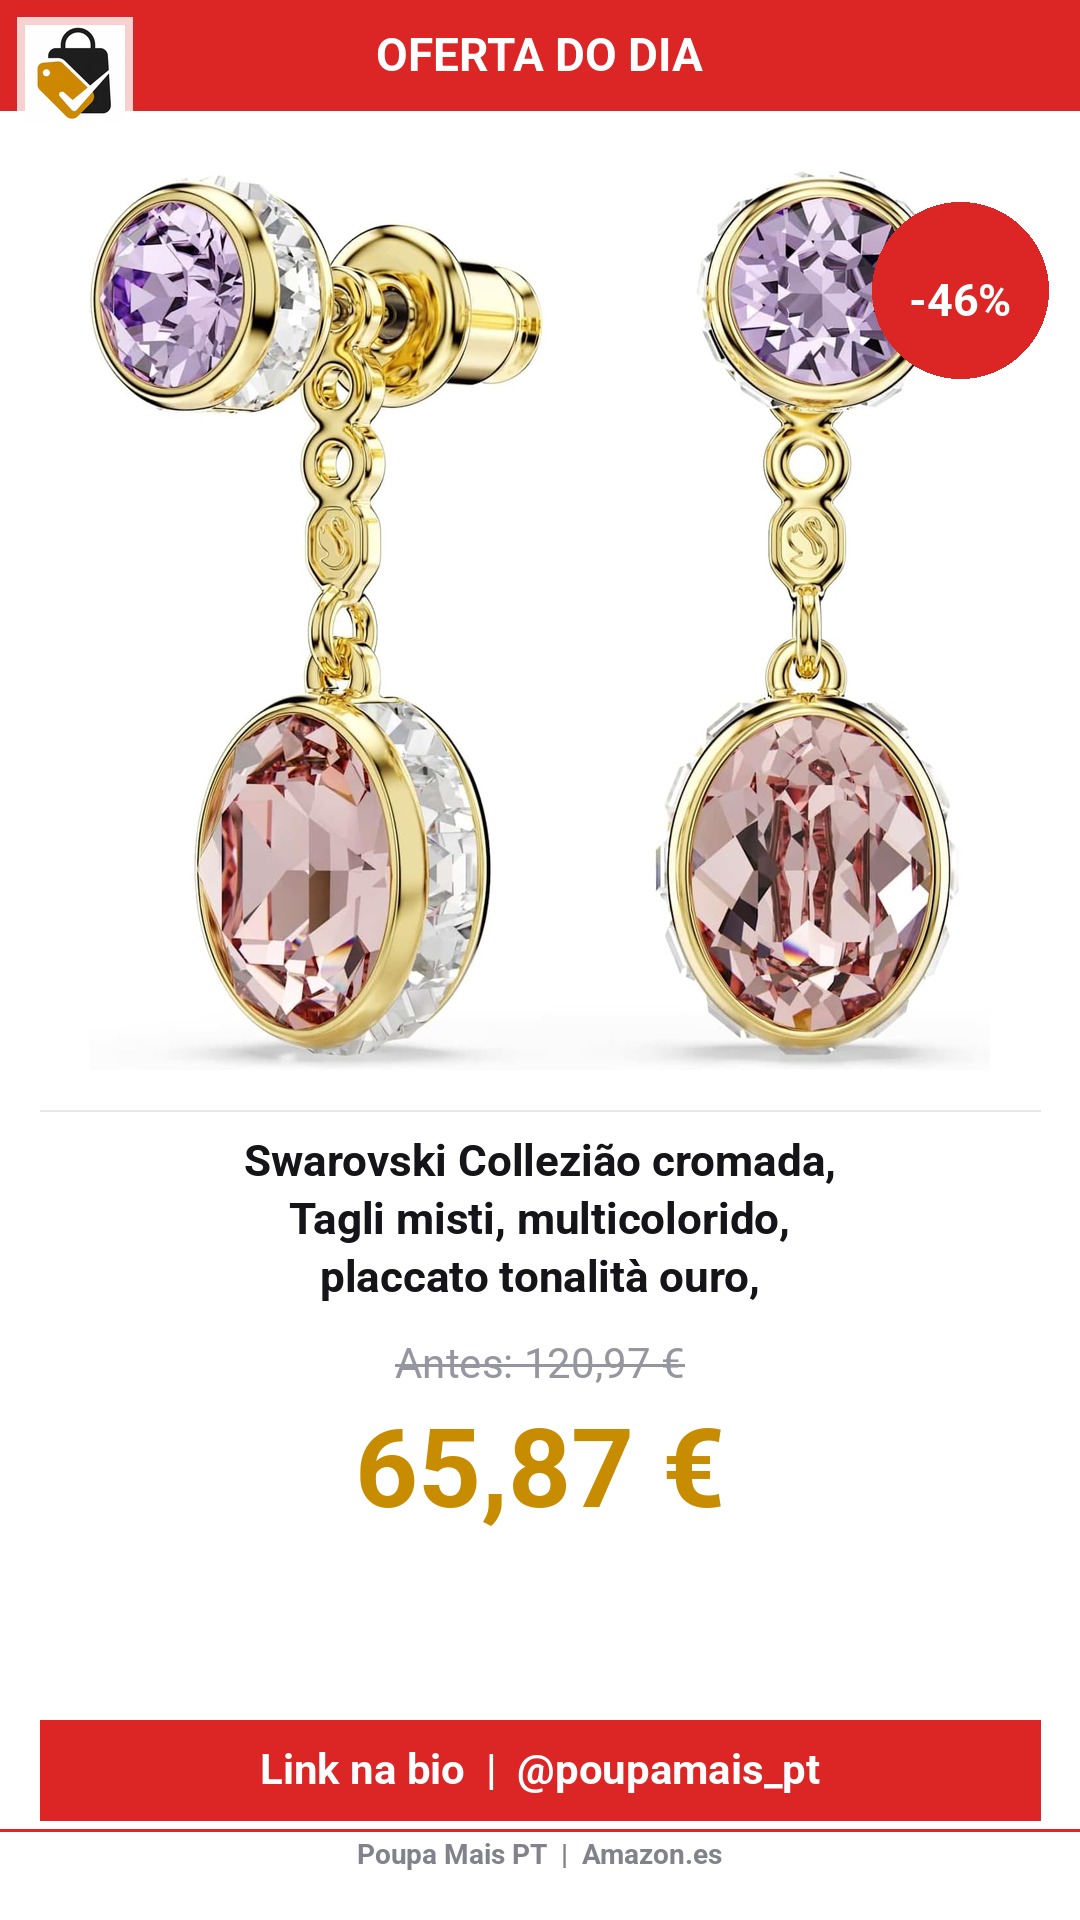 OFERTA DO DIA
-46%
Swarovski Collezião cromada,
Tagli misti, multicolorido,
placcato tonalità ouro,
Antes: 120,97 €
65,87 €
Link na bio | @poupamais_pt
Poupa Mais PT | Amazon.es